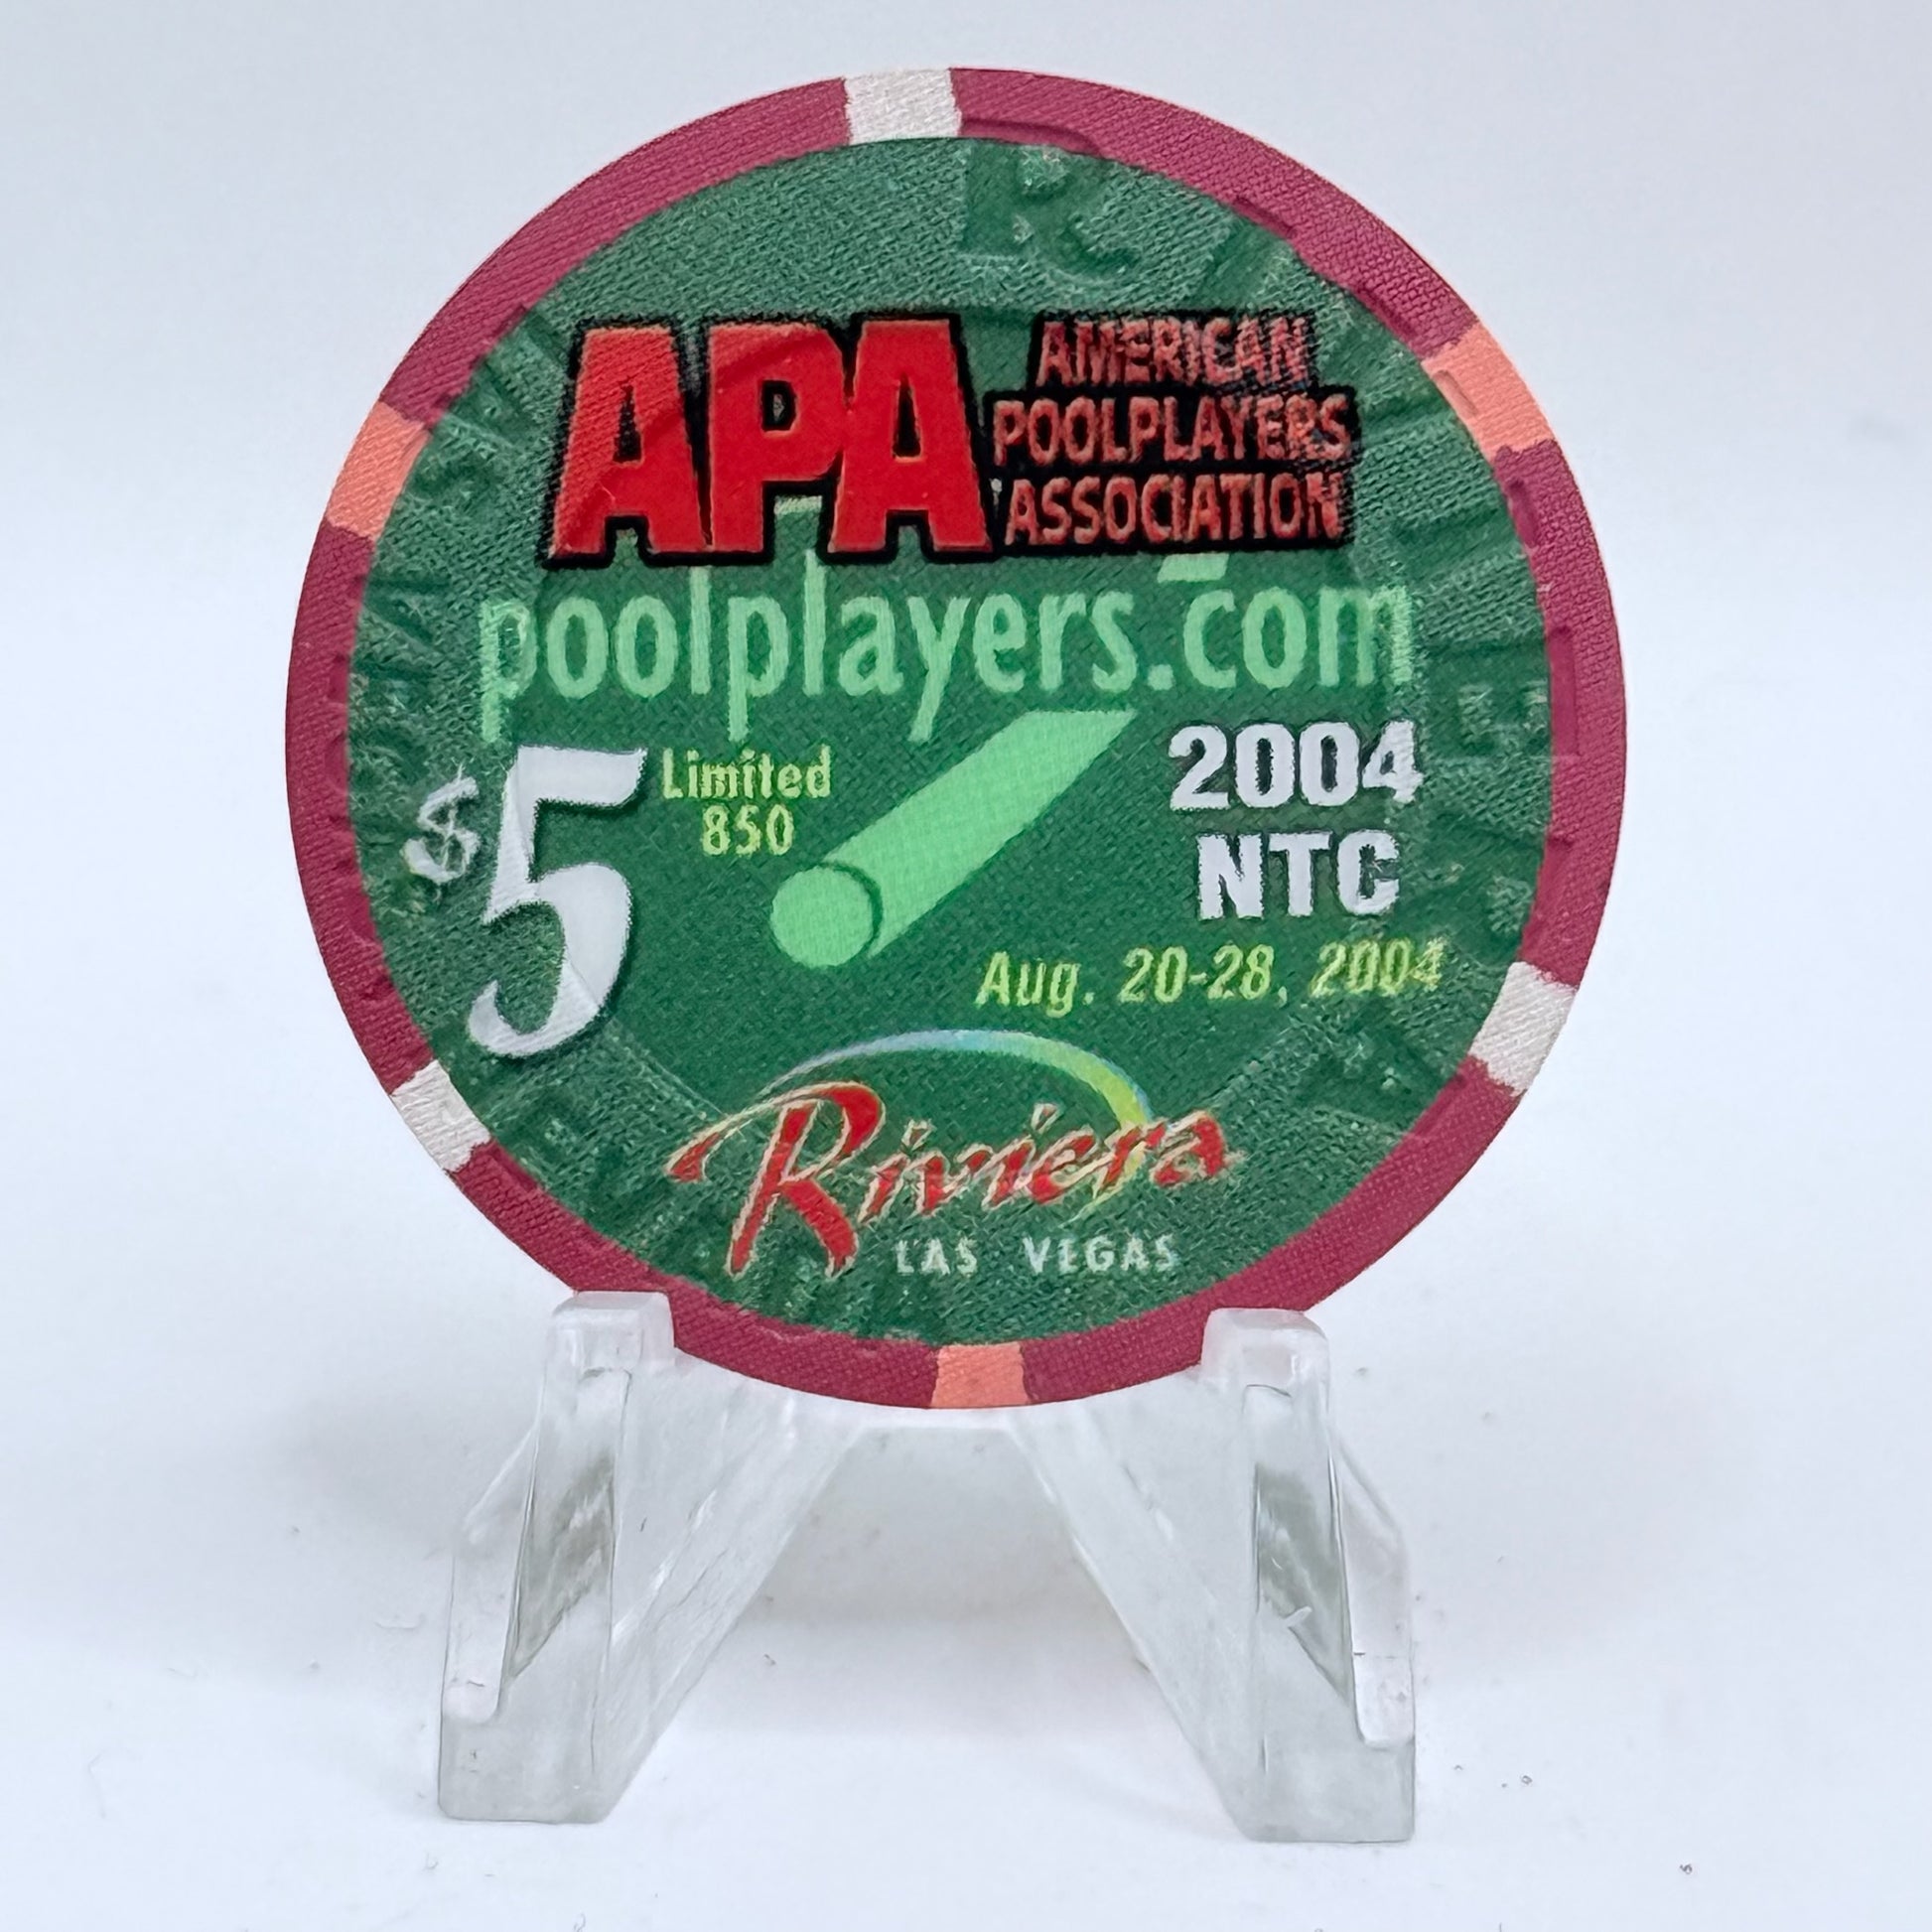 APA AMERICAN
POOLPLAYERS
ASSOCIATION
poolplayers.com
$5
Limited
850
2004
NTC
Aug. 20-28, 2004
Riviera
LAS VEGAS